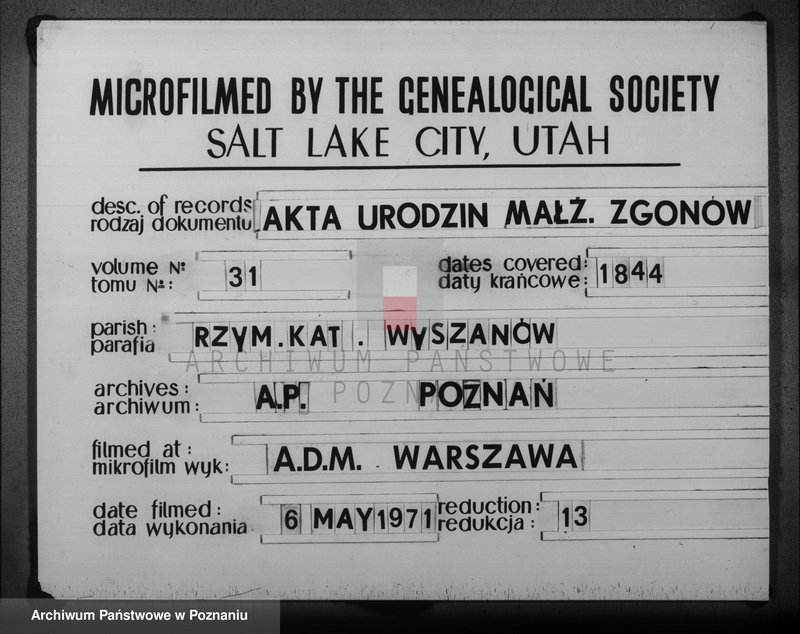 MICROFILMED BY THE GENEALOGICAL SOCIETY
SALT LAKE CITY, UTAH
desc. of records
rodzaj dokumentu
AKTA URODZIN MAŁŻ. ZGONÓW
volume Nº
tomu Nº:
31
dates covered:
daty krańcowe:
1844
parish:
parafia
RZYM.KAT. WYSZANÓW
ARCHIWUM PAŃSTWOWE
POZNAŃ
archives:
archiwum:
A.P. POZNAŃ
filmed at:
mikrofilm wyk:
A.D.M. WARSZAWA
date filmed:
data wykonania
6 MAY 1971
reduction:
redukcja:
13
Archiwum Państwowe w Poznaniu